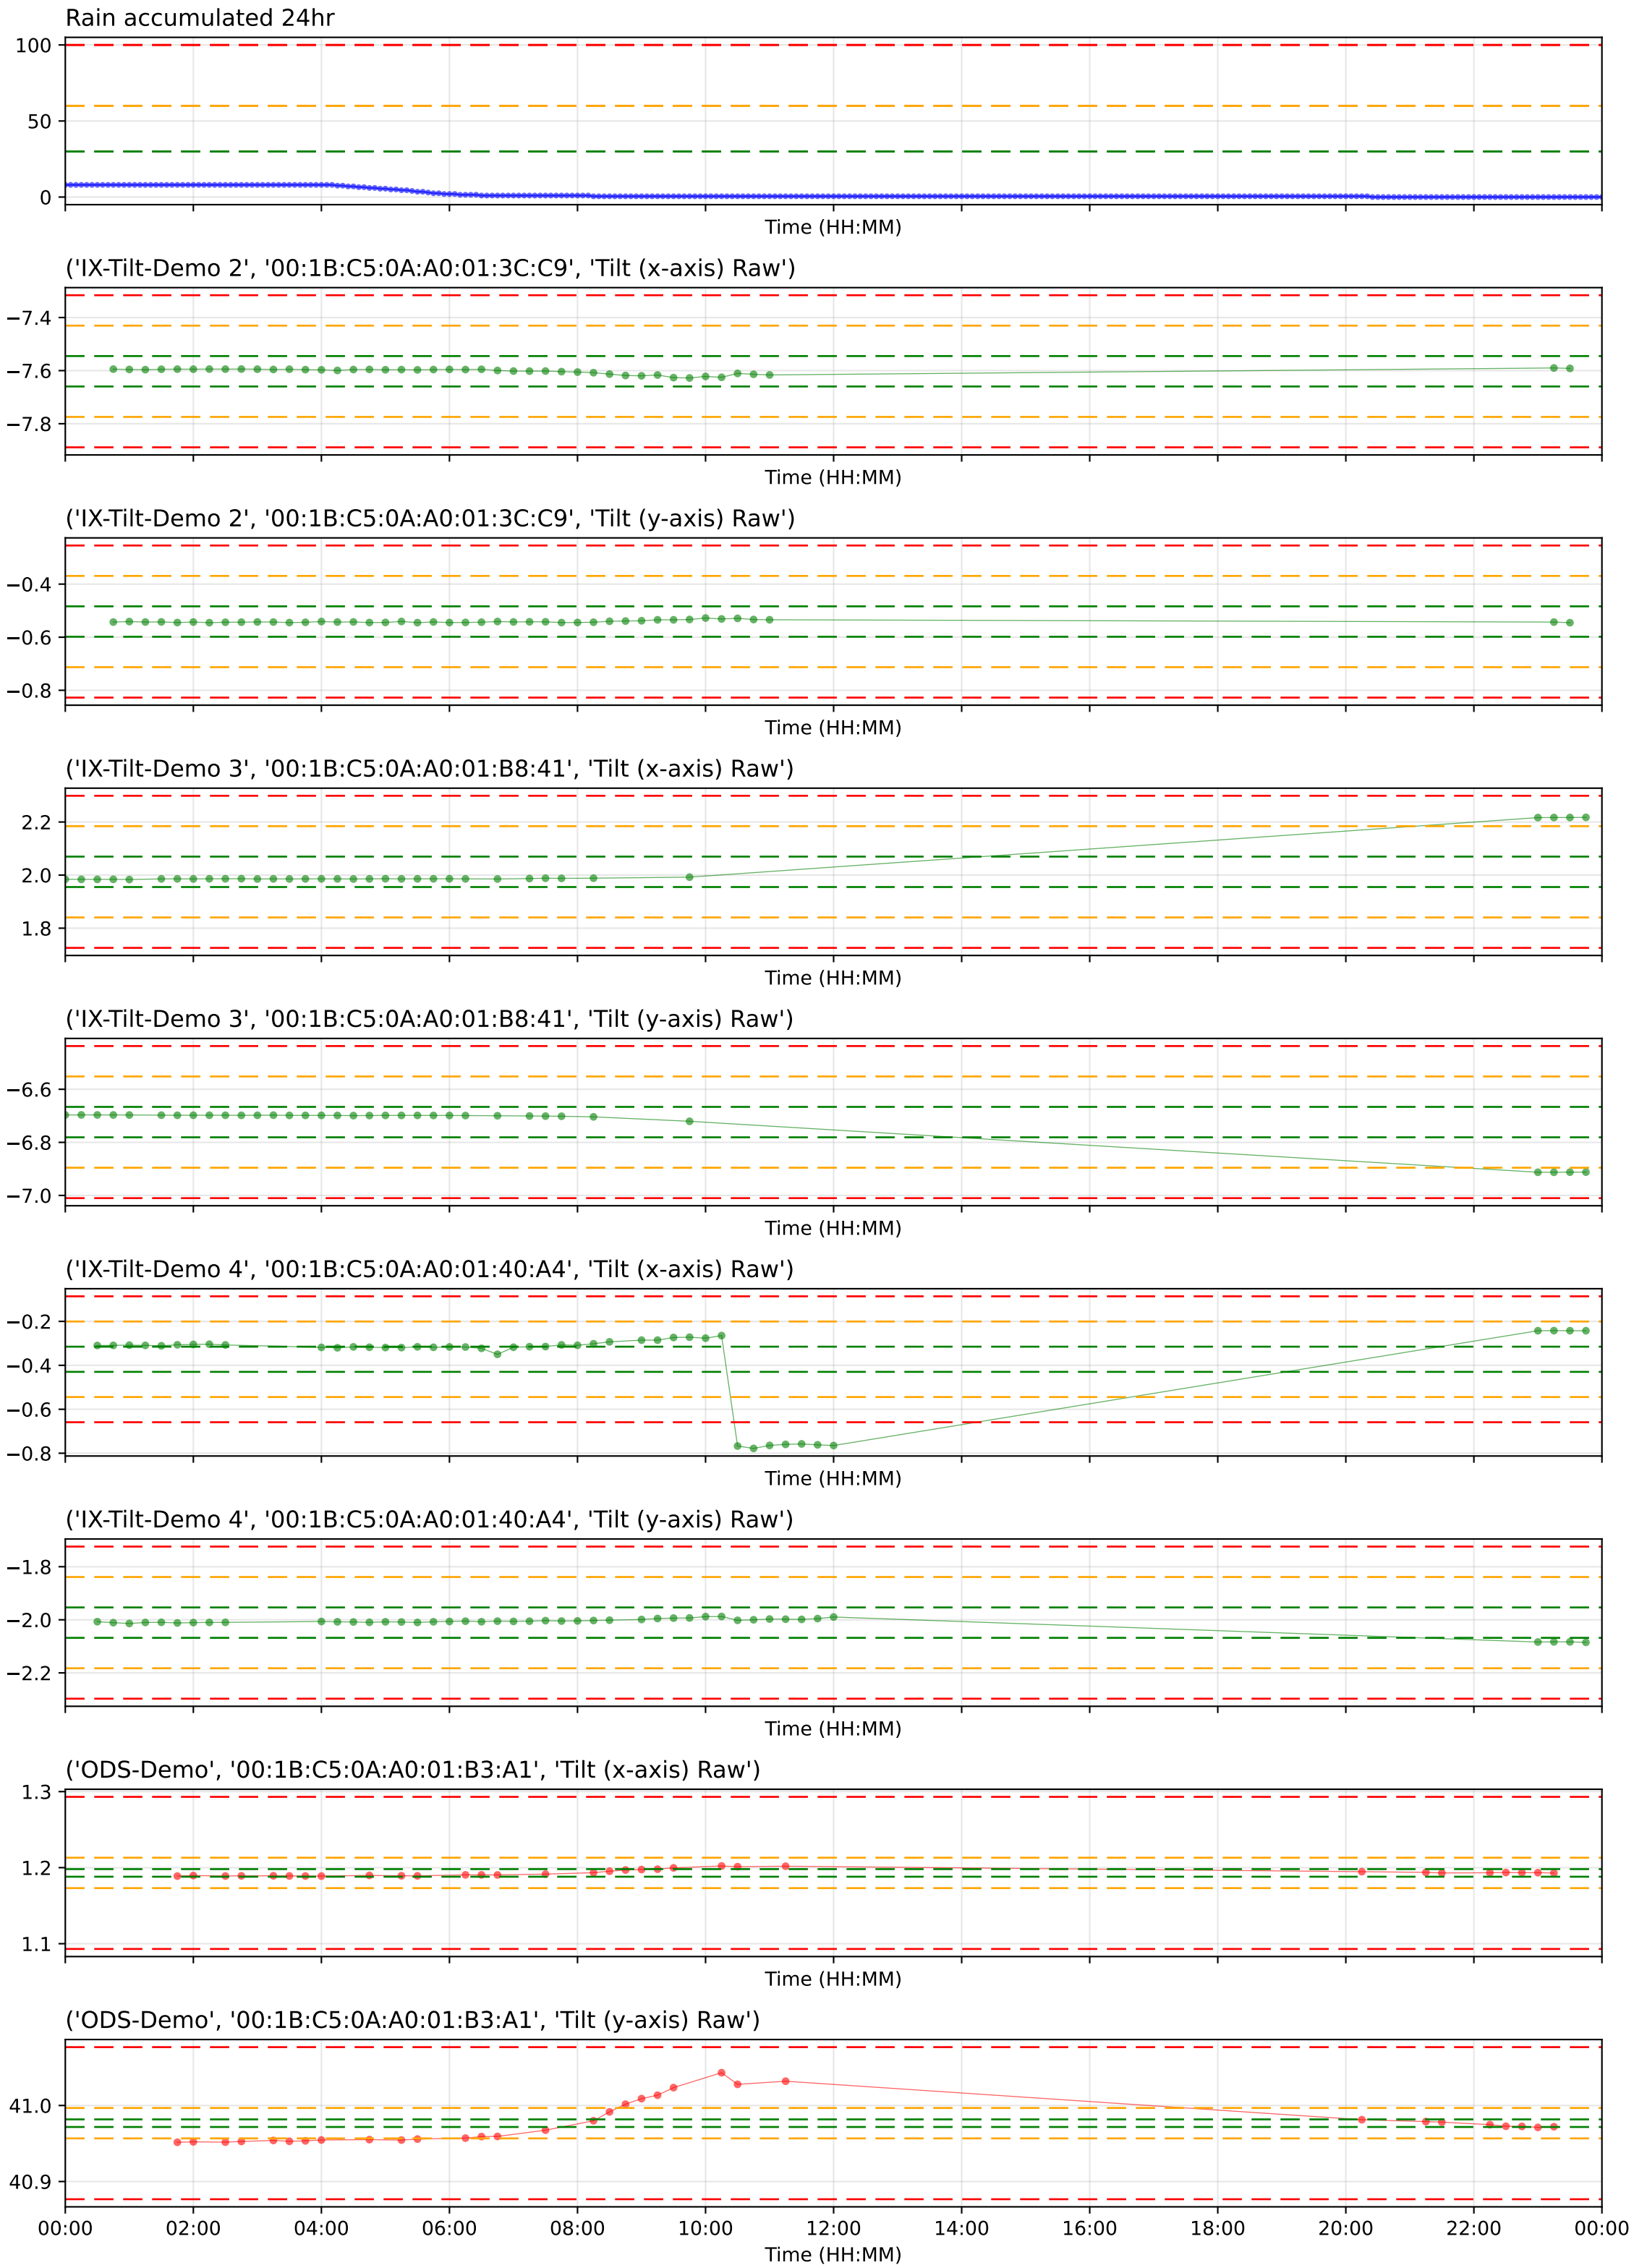 Rain accumulated 24hr
100
50
0
Time (HH:MM)
('IX-Tilt-Demo 2', '00:1B:C5:0A:A0:01:3C:C9', 'Tilt (x-axis) Raw')
−7.4
−7.6
−7.8
Time (HH:MM)
('IX-Tilt-Demo 2', '00:1B:C5:0A:A0:01:3C:C9', 'Tilt (y-axis) Raw')
−0.4
−0.6
−0.8
Time (HH:MM)
('IX-Tilt-Demo 3', '00:1B:C5:0A:A0:01:B8:41', 'Tilt (x-axis) Raw')
2.2
2.0
1.8
Time (HH:MM)
('IX-Tilt-Demo 3', '00:1B:C5:0A:A0:01:B8:41', 'Tilt (y-axis) Raw')
−6.6
−6.8
−7.0
Time (HH:MM)
('IX-Tilt-Demo 4', '00:1B:C5:0A:A0:01:40:A4', 'Tilt (x-axis) Raw')
−0.2
−0.4
−0.6
−0.8
Time (HH:MM)
('IX-Tilt-Demo 4', '00:1B:C5:0A:A0:01:40:A4', 'Tilt (y-axis) Raw')
−1.8
−2.0
−2.2
Time (HH:MM)
('ODS-Demo', '00:1B:C5:0A:A0:01:B3:A1', 'Tilt (x-axis) Raw')
1.3
1.2
1.1
Time (HH:MM)
('ODS-Demo', '00:1B:C5:0A:A0:01:B3:A1', 'Tilt (y-axis) Raw')
41.0
40.9
00:00 02:00 04:00 06:00 08:00 10:00 12:00 14:00 16:00 18:00 20:00 22:00 00:00
Time (HH:MM)